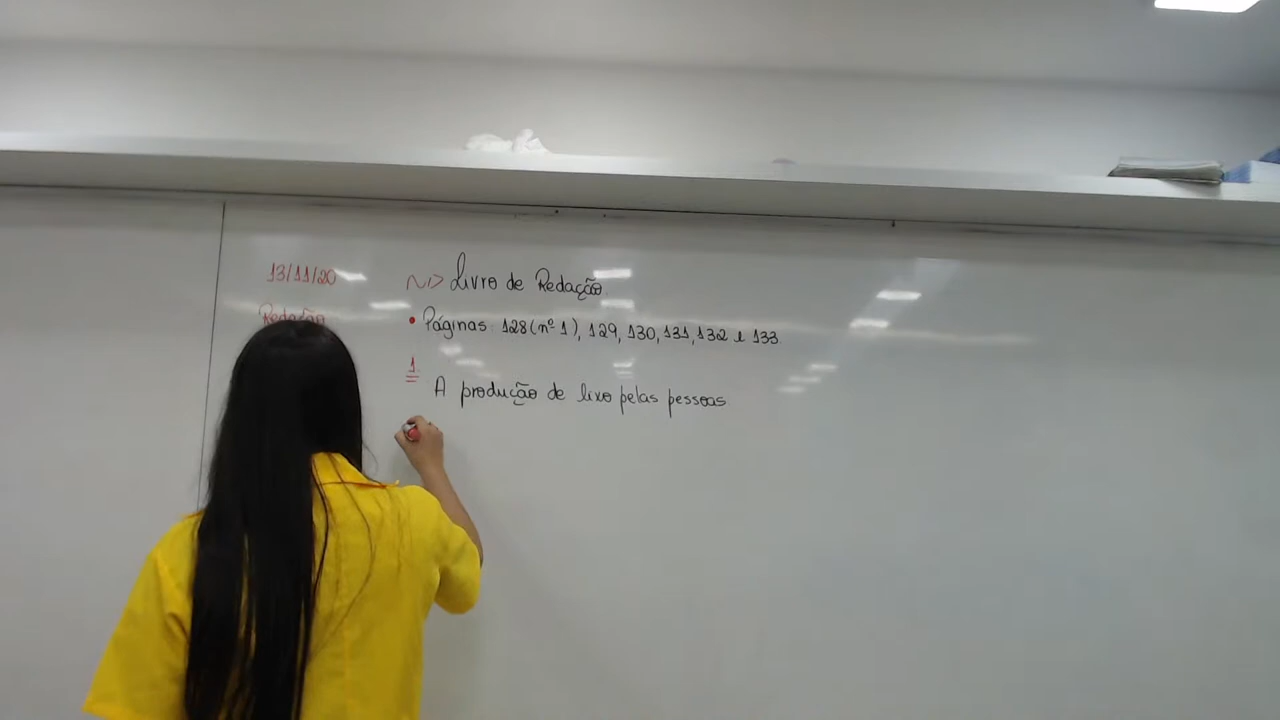 13/11/20
~> Livro de Redação
Redação
• Páginas: 128 (nº 1), 129, 130, 131, 132 e 133
1
A produção de lixo pelas pessoas